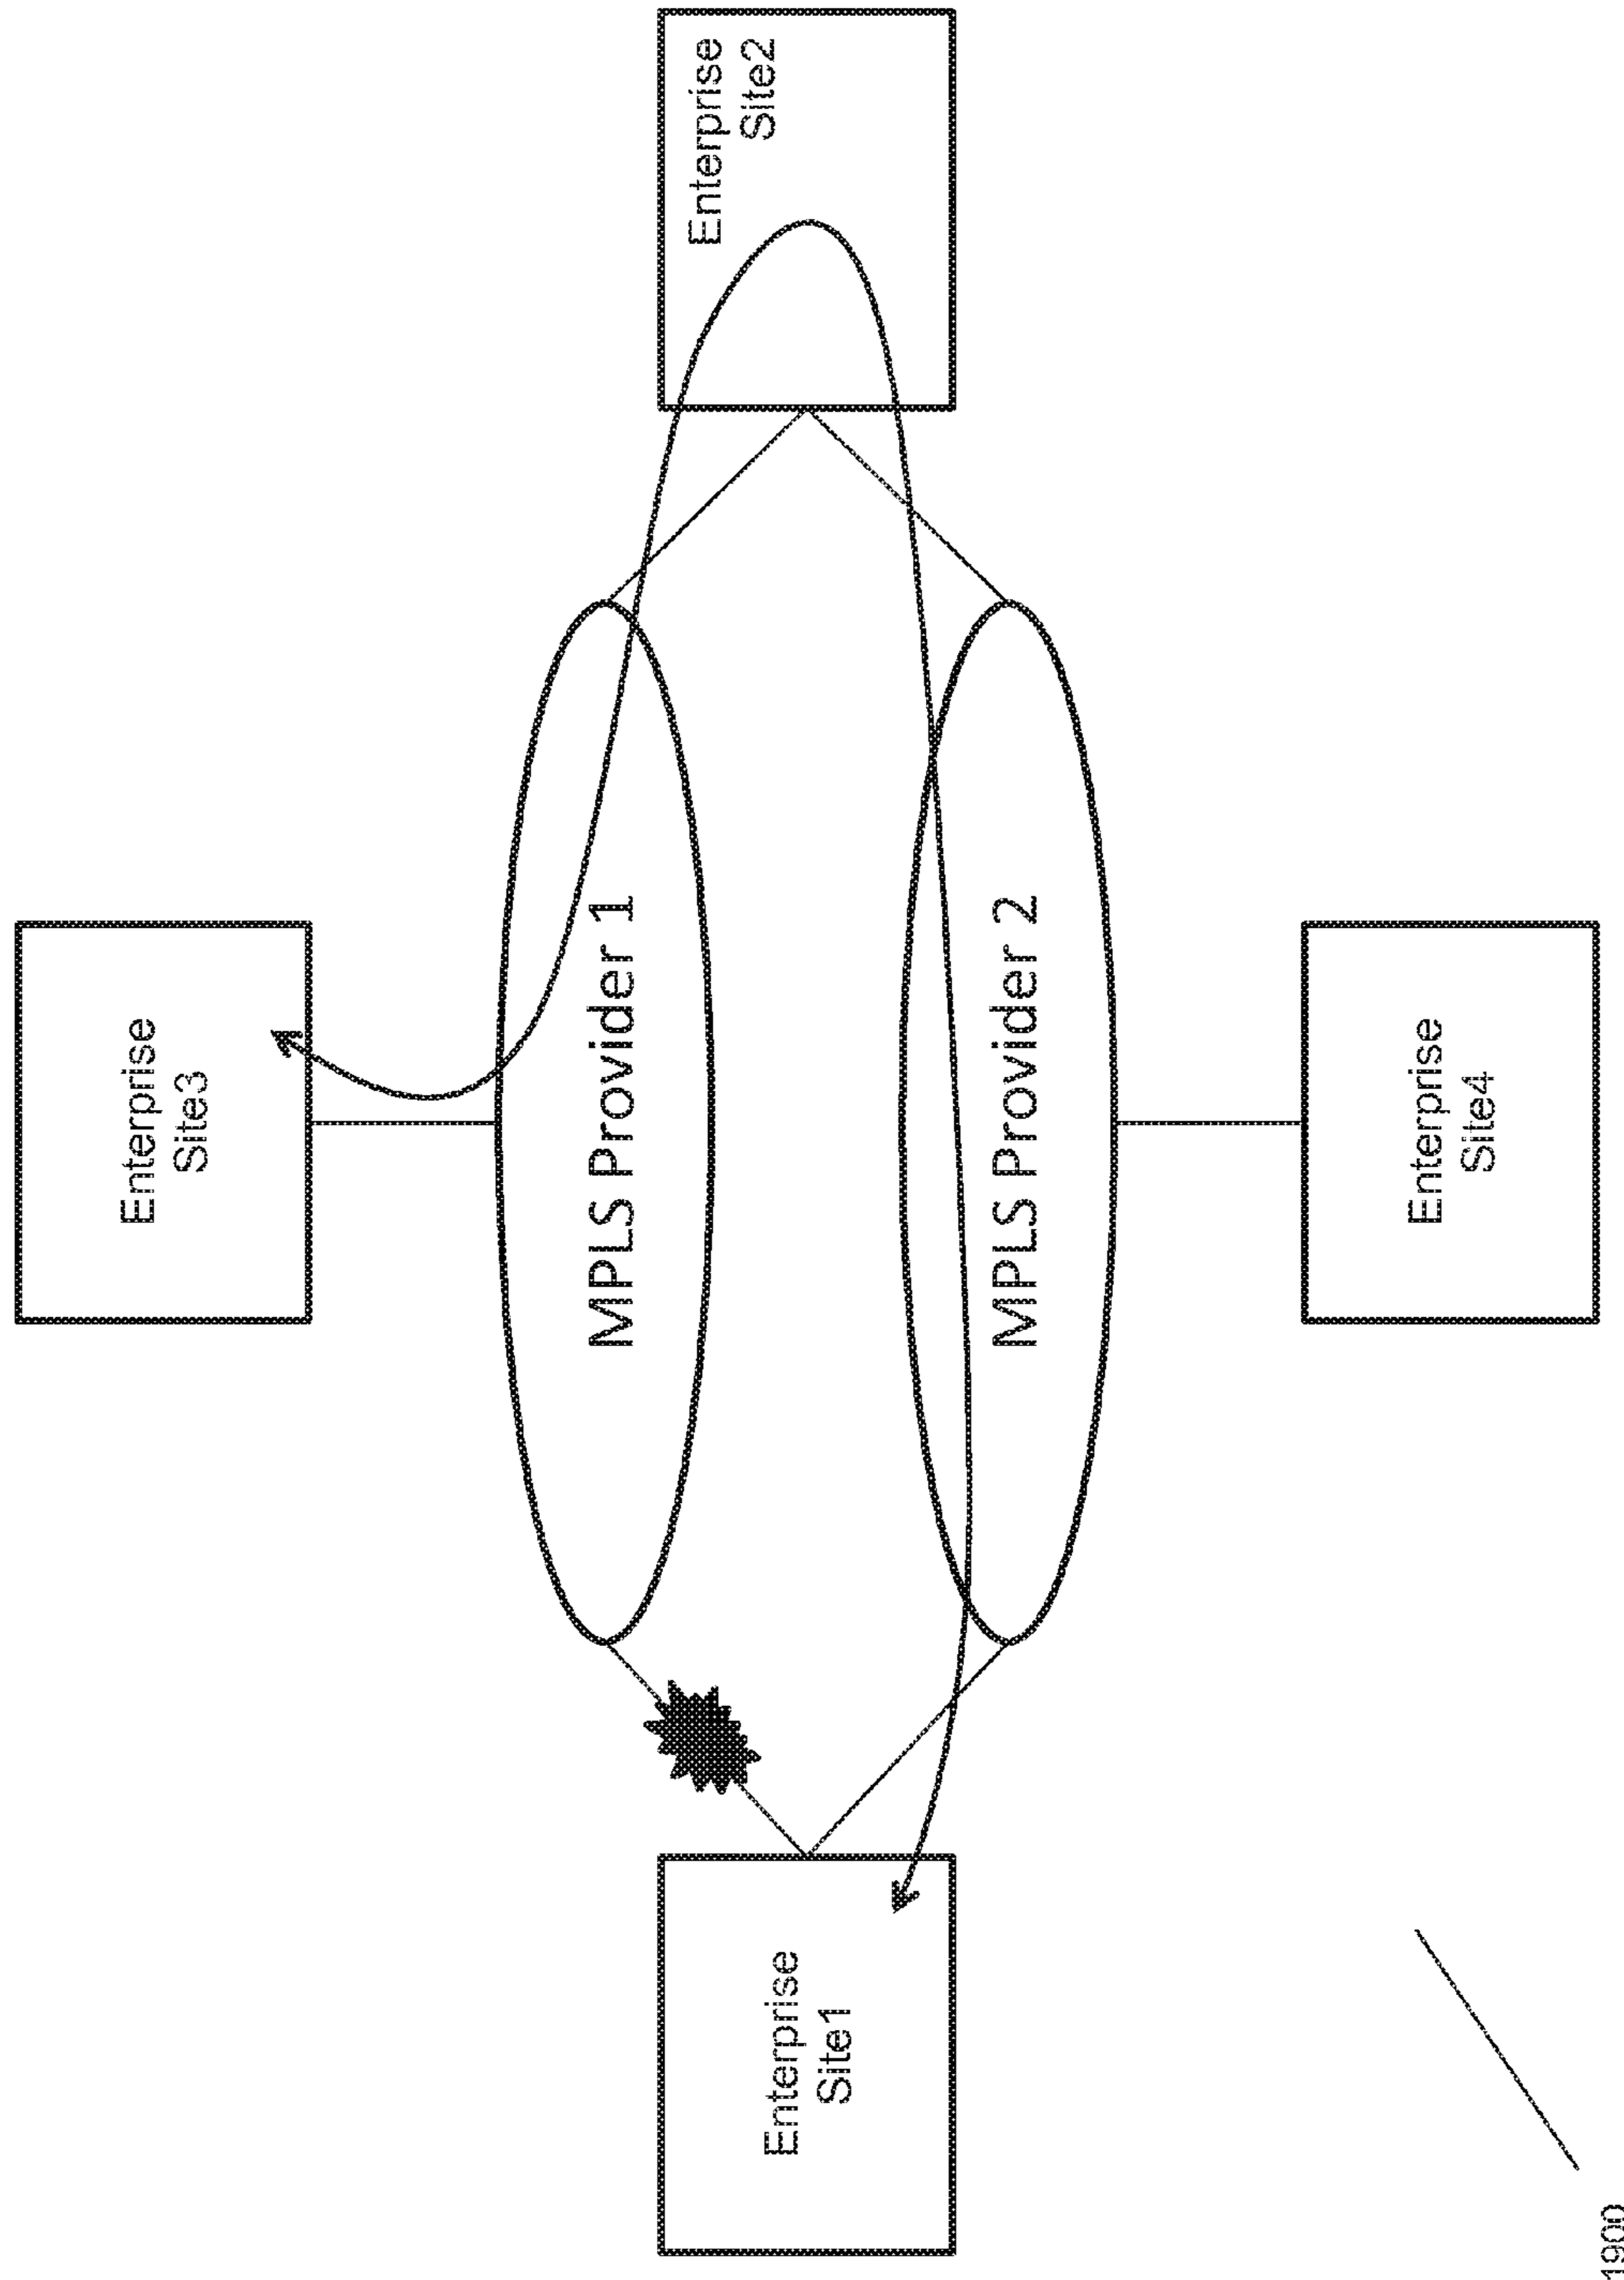 Enterprise
Site3
Enterprise
Site1
MPLS Provider 1
MPLS Provider 2
Enterprise
Site2
Enterprise
Site4
1900